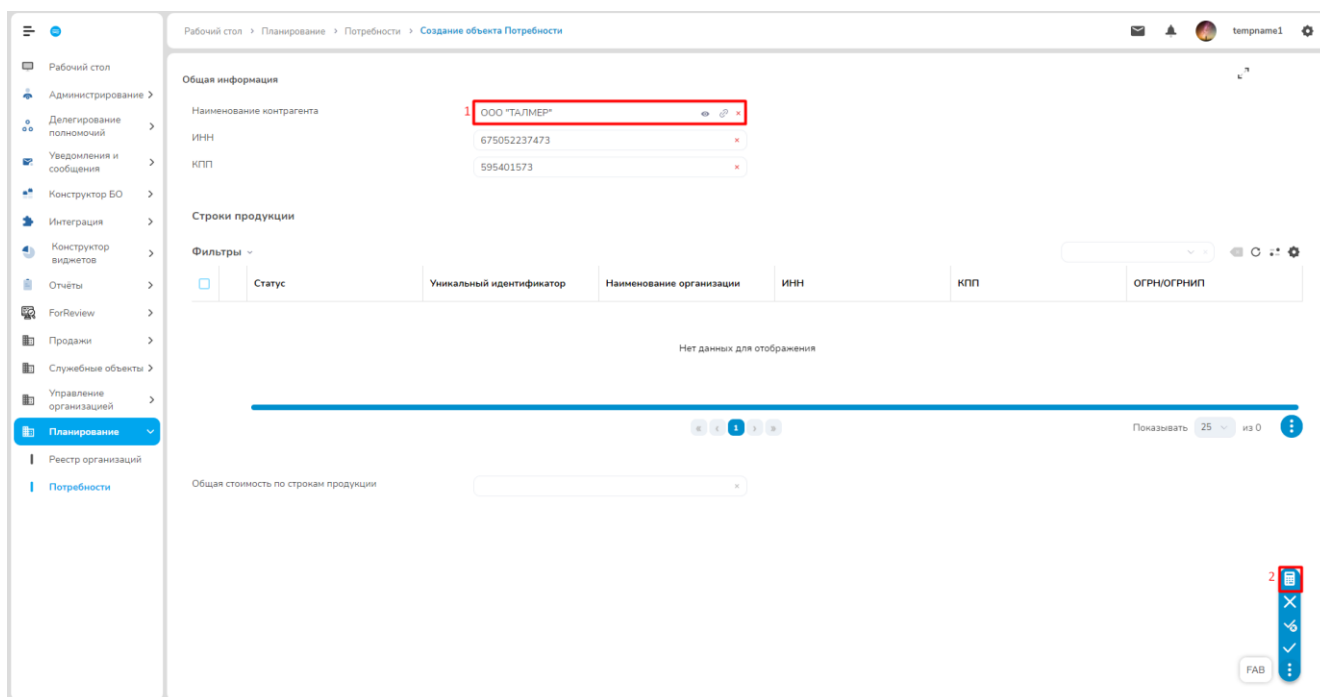 Рабочий стол > Планирование > Потребности > Создание объекта Потребности
tempname1
Рабочий стол
Администрирование
Делегирование
полномочий
Уведомления и
сообщения
Конструктор БО
Интеграция
Конструктор
виджетов
Отчёты
ForReview
Продажи
Служебные объекты
Управление
организацией
Планирование
Реестр организаций
Потребности
Общая информация
Наименование контрагента
1
ООО "ТАЛМЕР"
ИНН
675052237473
КПП
595401573
Строки продукции
Фильтры
Статус
Уникальный идентификатор
Наименование организации
ИНН
КПП
ОГРН/ОГРНИП
Нет данных для отображения
« ‹ 1 › »
Показывать 25 из 0
Общая стоимость по строкам продукции
2
FAB